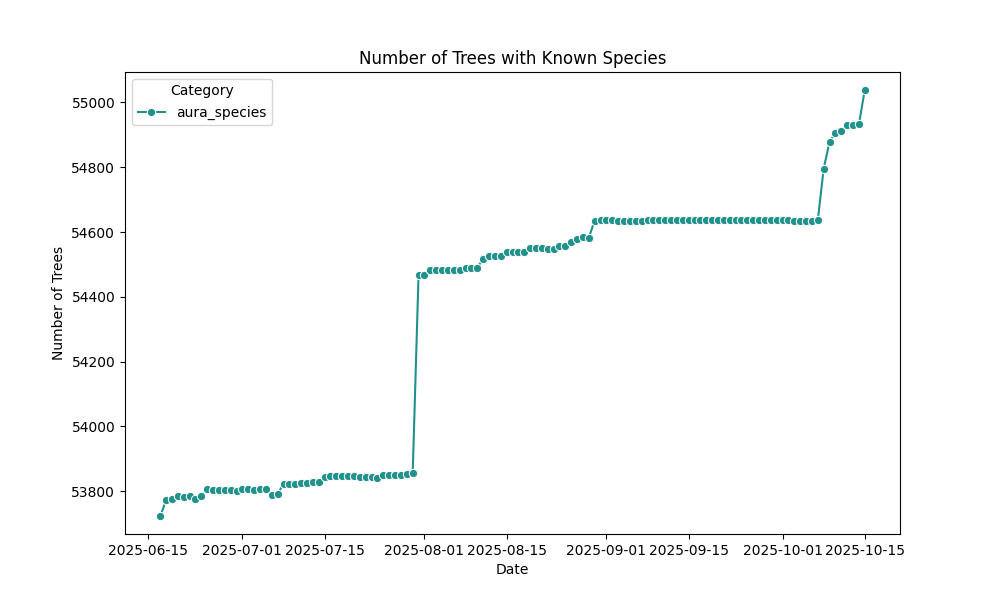 Number of Trees with Known Species
Category
aura_species
Number of Trees
55000
54800
54600
54400
54200
54000
53800
2025-06-15 2025-07-01 2025-07-15 2025-08-01 2025-08-15 2025-09-01 2025-09-15 2025-10-01 2025-10-15
Date